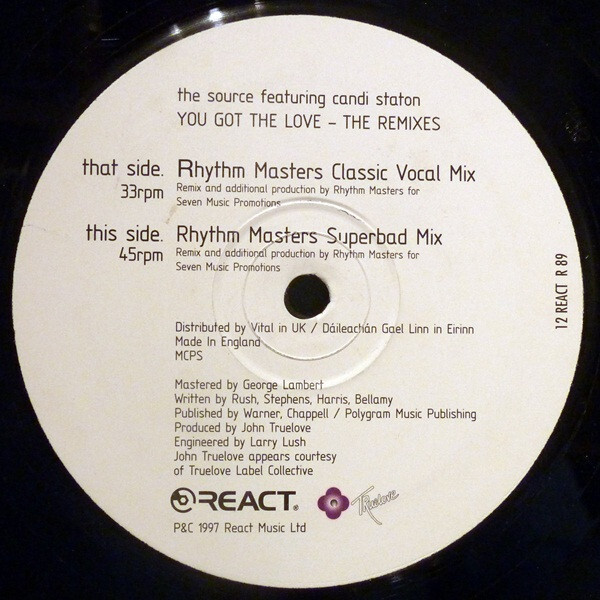 the source featuring candi staton
YOU GOT THE LOVE - THE REMIXES
that side. Rhythm Masters Classic Vocal Mix
33rpm Remix and additional production by Rhythm Masters for
Seven Music Promotions
this side. Rhythm Masters Superbad Mix
45rpm Remix and additional production by Rhythm Masters for
Seven Music Promotions
12 REACT R 89
Distributed by Vital in UK / Dáileachán Gael Linn in Eirinn
Made In England
MCPS
Mastered by George Lambert
Written by Rush, Stephens, Harris, Bellamy
Published by Warner, Chappell / Polygram Music Publishing
Produced by John Truelove
Engineered by Larry Lush
John Truelove appears courtesy
of Truelove Label Collective
REACT® Truelove
P&C 1997 React Music Ltd